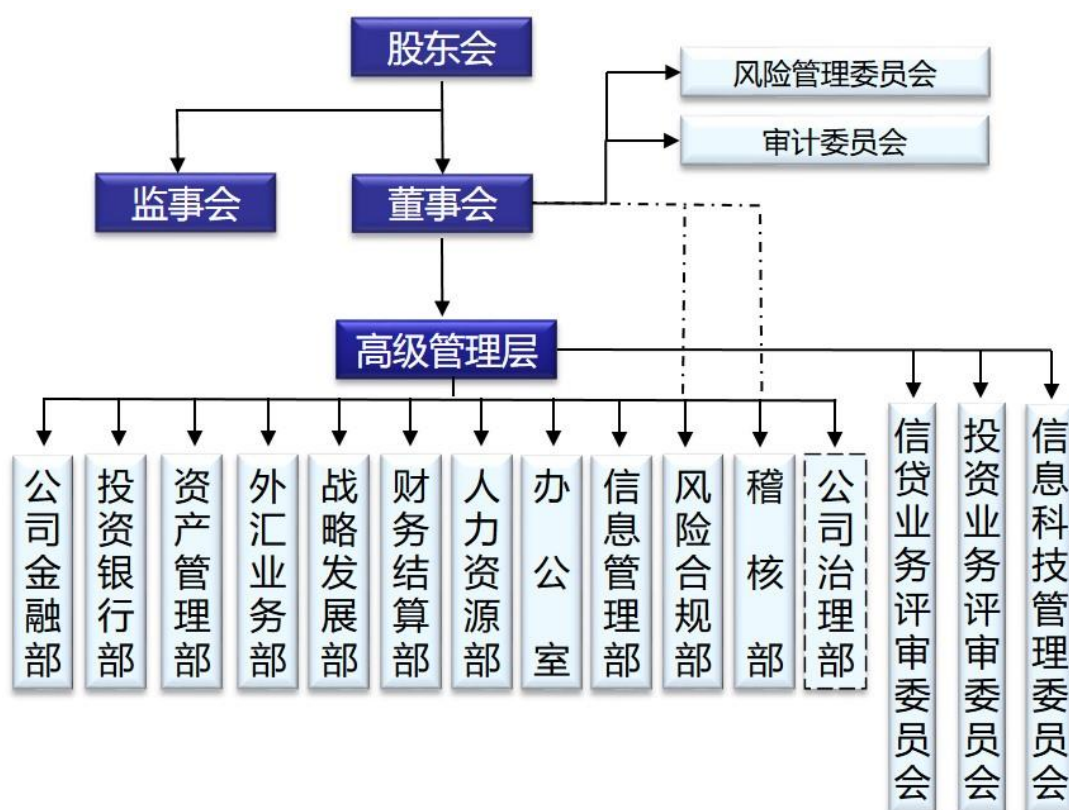 股东会
风险管理委员会
审计委员会
监事会
董事会
高级管理层
公司金融部
投资银行部
资产管理部
外汇业务部
战略发展部
财务结算部
人力资源部
办公室
信息管理部
风险合规部
稽核部
公司治理部
信贷业务评审委员会
投资业务评审委员会
信息科技管理委员会